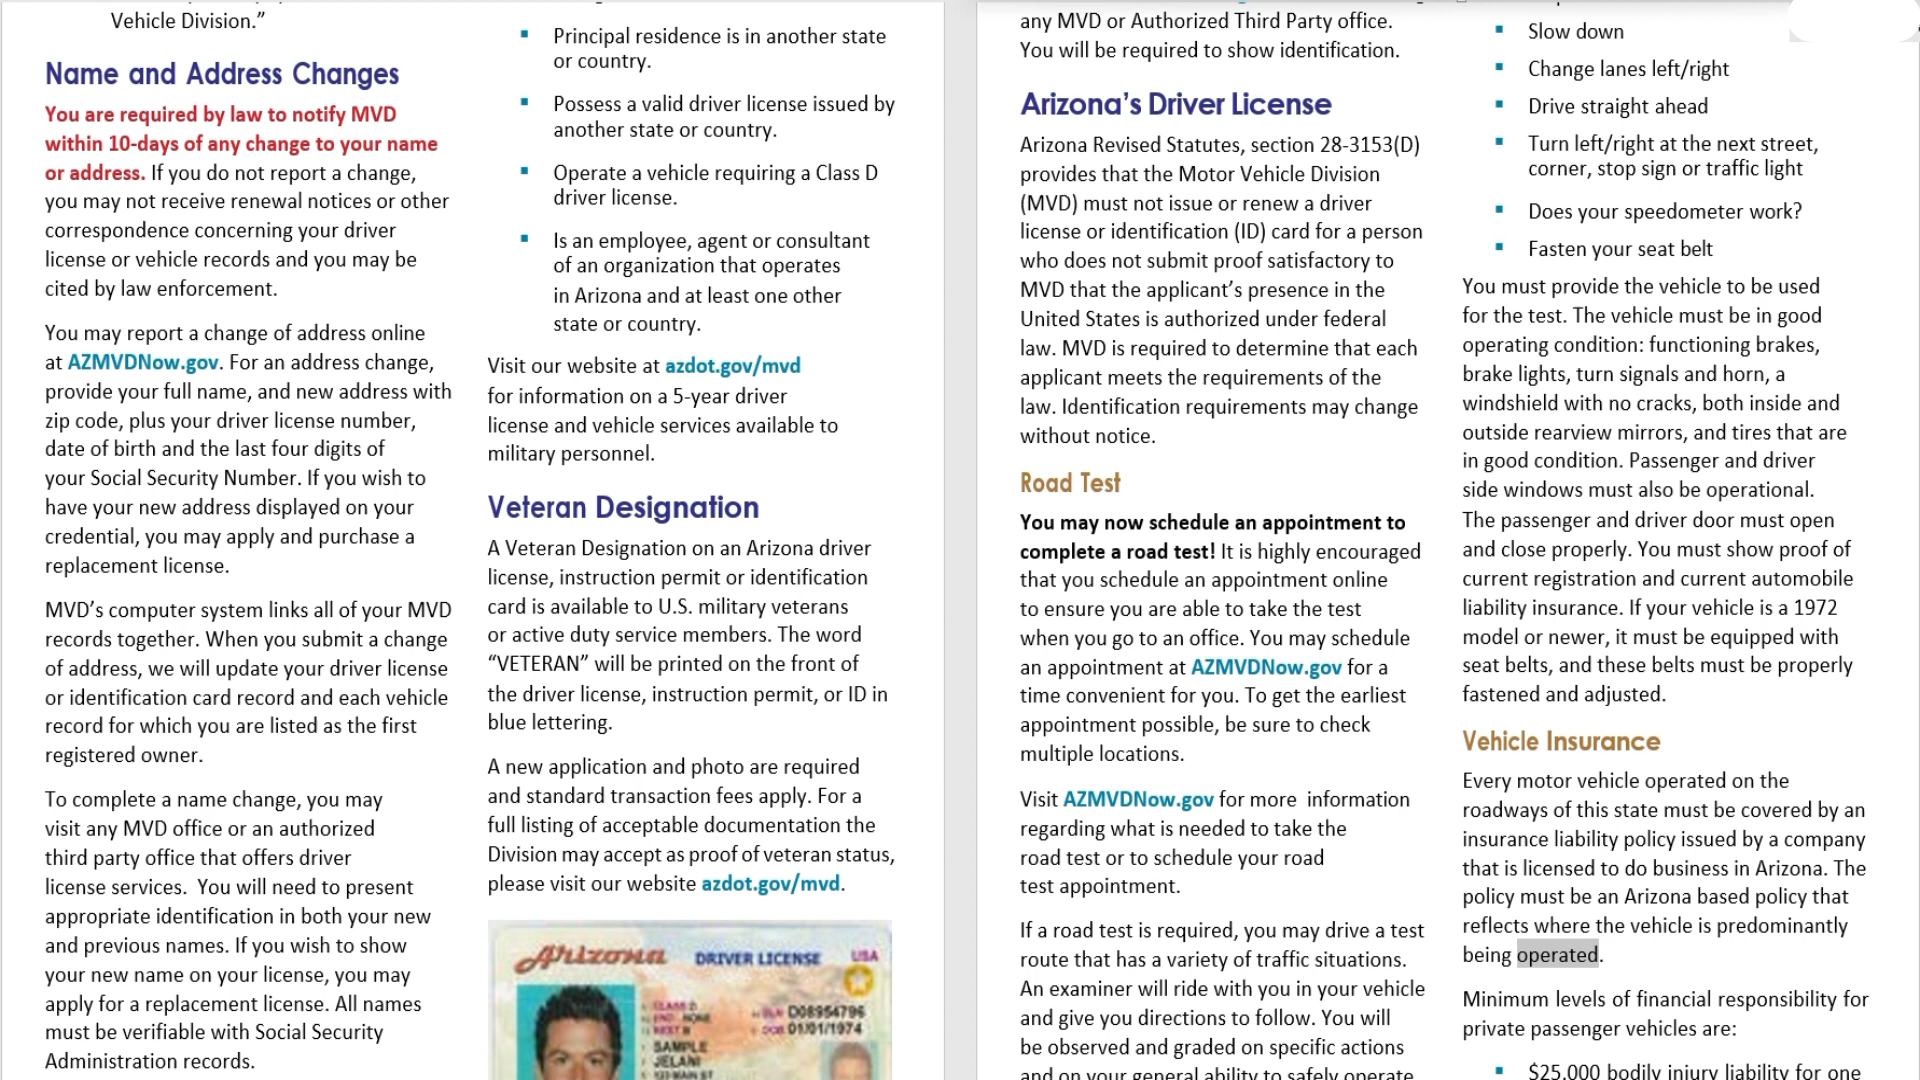 Vehicle Division.”
Name and Address Changes
You are required by law to notify MVD
within 10-days of any change to your name
or address. If you do not report a change,
you may not receive renewal notices or other
correspondence concerning your driver
license or vehicle records and you may be
cited by law enforcement.
You may report a change of address online
at AZMVDNow.gov. For an address change,
provide your full name, and new address with
zip code, plus your driver license number,
date of birth and the last four digits of
your Social Security Number. If you wish to
have your new address displayed on your
credential, you may apply and purchase a
replacement license.
MVD’s computer system links all of your MVD
records together. When you submit a change
of address, we will update your driver license
or identification card record and each vehicle
record for which you are listed as the first
registered owner.
To complete a name change, you may
visit any MVD office or an authorized
third party office that offers driver
license services.  You will need to present
appropriate identification in both your new
and previous names. If you wish to show
your new name on your license, you may
apply for a replacement license. All names
must be verifiable with Social Security
Administration records.
Principal residence is in another state
or country.
Possess a valid driver license issued by
another state or country.
Operate a vehicle requiring a Class D
driver license.
Is an employee, agent or consultant
of an organization that operates
in Arizona and at least one other
state or country.
Visit our website at azdot.gov/mvd
for information on a 5-year driver
license and vehicle services available to
military personnel.
Veteran Designation
A Veteran Designation on an Arizona driver
license, instruction permit or identification
card is available to U.S. military veterans
or active duty service members. The word
“VETERAN” will be printed on the front of
the driver license, instruction permit, or ID in
blue lettering.
A new application and photo are required
and standard transaction fees apply. For a
full listing of acceptable documentation the
Division may accept as proof of veteran status,
please visit our website azdot.gov/mvd.
Arizona DRIVER LICENSE USA
CLASS D
DLN D08954796
END NONE
DOB 01/01/1974
REST B
SAMPLE
JELANI
123 MAIN ST
any MVD or Authorized Third Party office.
You will be required to show identification.
Arizona’s Driver License
Arizona Revised Statutes, section 28-3153(D)
provides that the Motor Vehicle Division
(MVD) must not issue or renew a driver
license or identification (ID) card for a person
who does not submit proof satisfactory to
MVD that the applicant’s presence in the
United States is authorized under federal
law. MVD is required to determine that each
applicant meets the requirements of the
law. Identification requirements may change
without notice.
Road Test
You may now schedule an appointment to
complete a road test! It is highly encouraged
that you schedule an appointment online
to ensure you are able to take the test
when you go to an office. You may schedule
an appointment at AZMVDNow.gov for a
time convenient for you. To get the earliest
appointment possible, be sure to check
multiple locations.
Visit AZMVDNow.gov for more  information
regarding what is needed to take the
road test or to schedule your road
test appointment.
If a road test is required, you may drive a test
route that has a variety of traffic situations.
An examiner will ride with you in your vehicle
and give you directions to follow. You will
be observed and graded on specific actions
and on your general ability to safely operate
Slow down
Change lanes left/right
Drive straight ahead
Turn left/right at the next street,
corner, stop sign or traffic light
Does your speedometer work?
Fasten your seat belt
You must provide the vehicle to be used
for the test. The vehicle must be in good
operating condition: functioning brakes,
brake lights, turn signals and horn, a
windshield with no cracks, both inside and
outside rearview mirrors, and tires that are
in good condition. Passenger and driver
side windows must also be operational.
The passenger and driver door must open
and close properly. You must show proof of
current registration and current automobile
liability insurance. If your vehicle is a 1972
model or newer, it must be equipped with
seat belts, and these belts must be properly
fastened and adjusted.
Vehicle Insurance
Every motor vehicle operated on the
roadways of this state must be covered by an
insurance liability policy issued by a company
that is licensed to do business in Arizona. The
policy must be an Arizona based policy that
reflects where the vehicle is predominantly
being operated.
Minimum levels of financial responsibility for
private passenger vehicles are:
$25,000 bodily injury liability for one